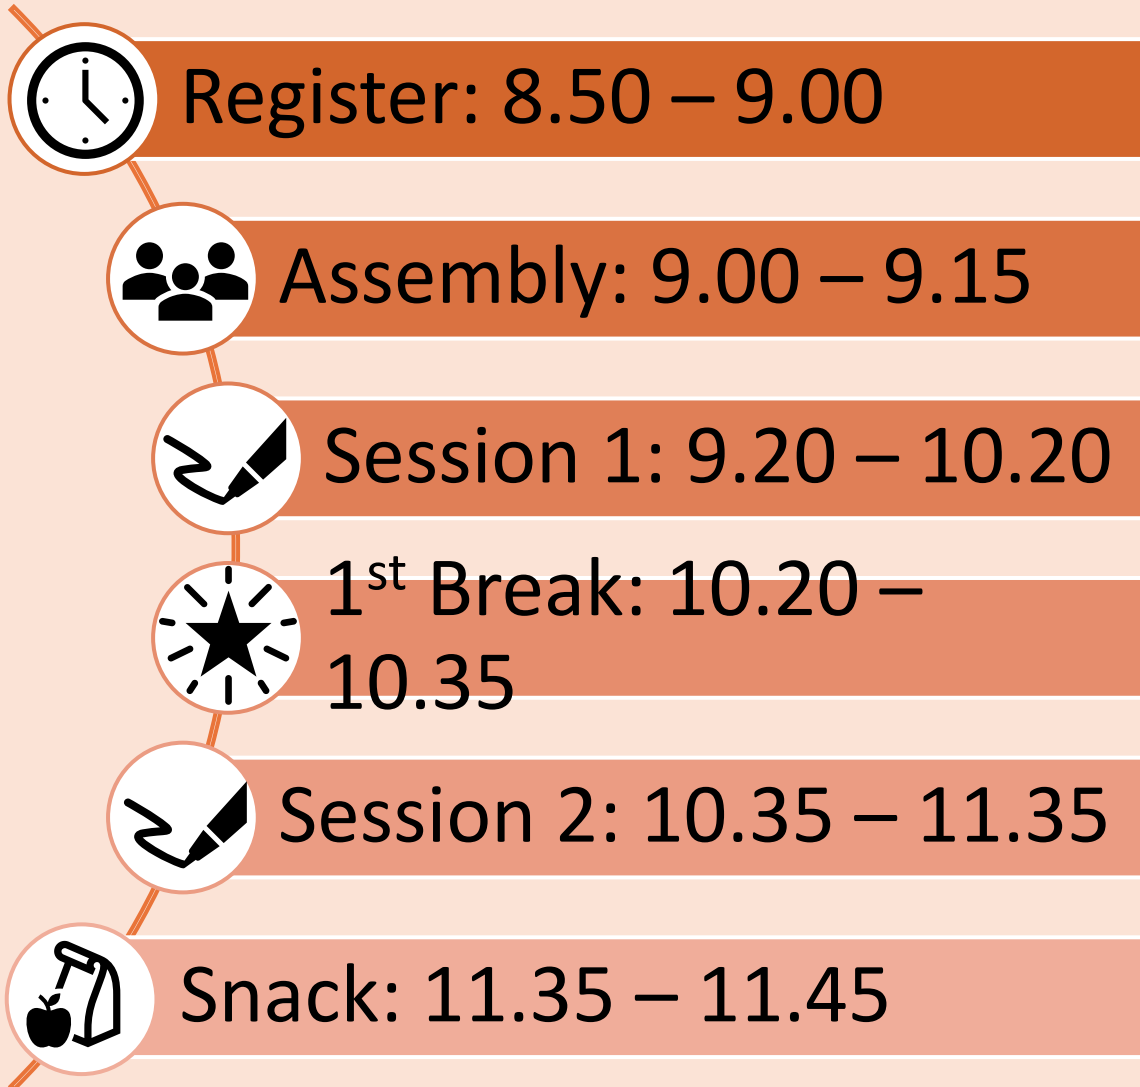 Register: 8.50 – 9.00
Assembly: 9.00 – 9.15
Session 1: 9.20 – 10.20
1st Break: 10.20 –
10.35
Session 2: 10.35 – 11.35
Snack: 11.35 – 11.45